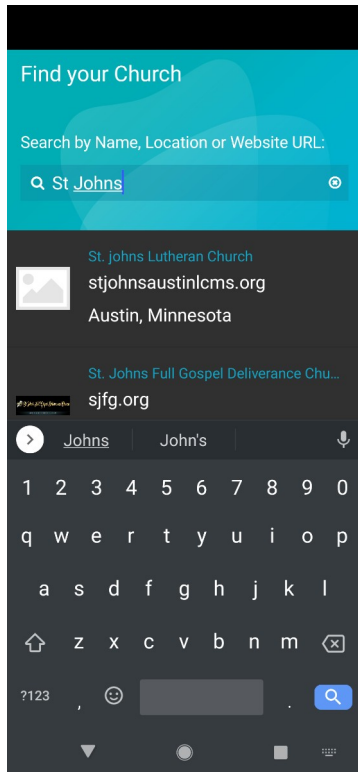 Find your Church
Search by Name, Location or Website URL:
St Johns
St. johns Lutheran Church
stjohnsaustinlcms.org
Austin, Minnesota
St. Johns Full Gospel Deliverance Chu...
sjfg.org
Johns John's
1 2 3 4 5 6 7 8 9 0
q w e r t y u i o p
a s d f g h j k l
z x c v b n m
?123 , .